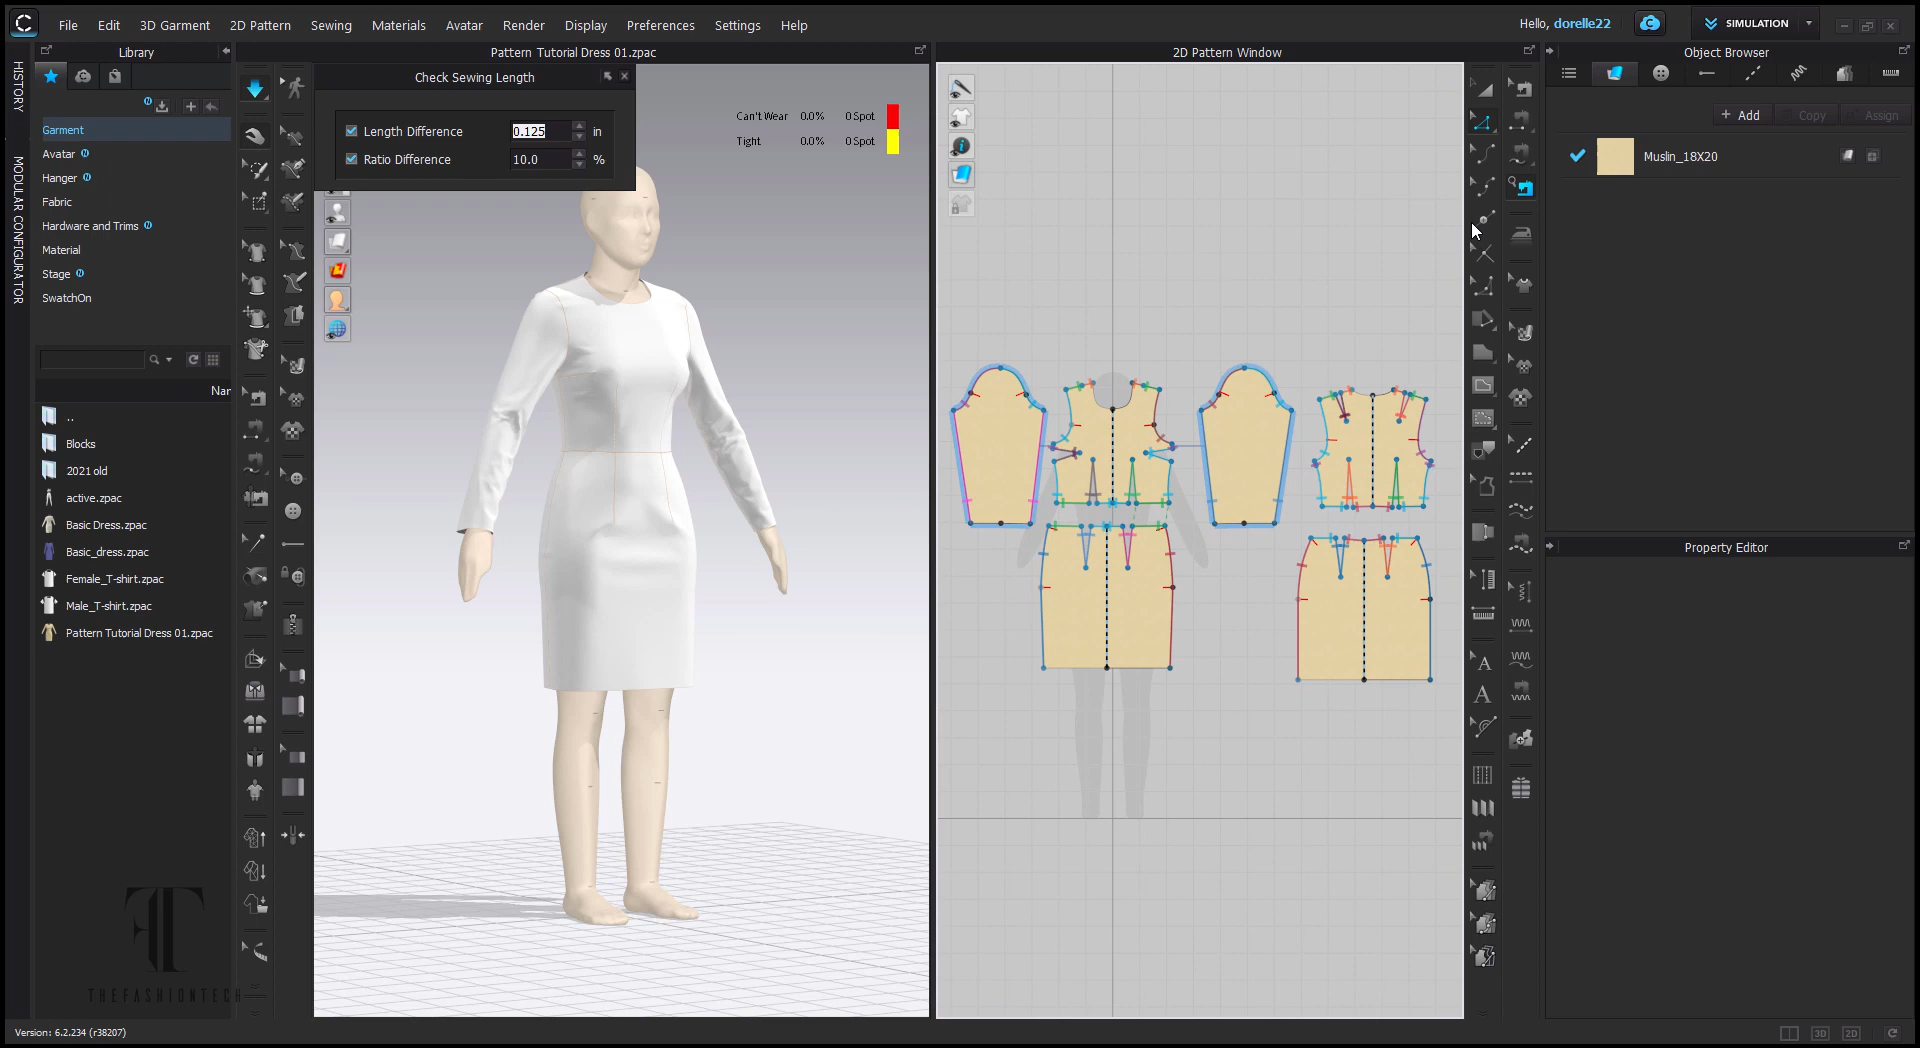 File Edit 3D Garment 2D Pattern Sewing Materials Avatar Render Display Preferences Settings Help
Hello, dorelle22
SIMULATION
HISTORY
MODULAR CONFIGURATOR
Library
Garment
Avatar
Hanger
Fabric
Hardware and Trims
Material
Stage
SwatchOn
Nar
..
Blocks
2021 old
active.zpac
Basic Dress.zpac
Basic_dress.zpac
Female_T-shirt.zpac
Male_T-shirt.zpac
Pattern Tutorial Dress 01.zpac
THEFASHIONTECH
Version: 6.2.234 (r38207)
Pattern Tutorial Dress 01.zpac
Check Sewing Length
Length Difference 0.125 in
Ratio Difference 10.0 %
Can't Wear 0.0% 0 Spot
Tight 0.0% 0 Spot
2D Pattern Window
A
A
Object Browser
+ Add Copy Assign
Muslin_18X20
Property Editor
3D 2D